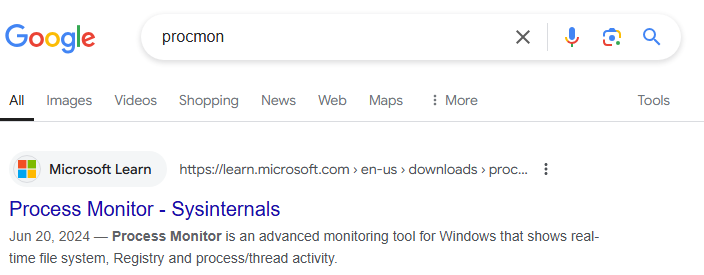 Google
procmon
All Images Videos Shopping News Web Maps More Tools
Microsoft Learn https://learn.microsoft.com › en-us › downloads › proc...
Process Monitor - Sysinternals
Jun 20, 2024 — Process Monitor is an advanced monitoring tool for Windows that shows real-
time file system, Registry and process/thread activity.